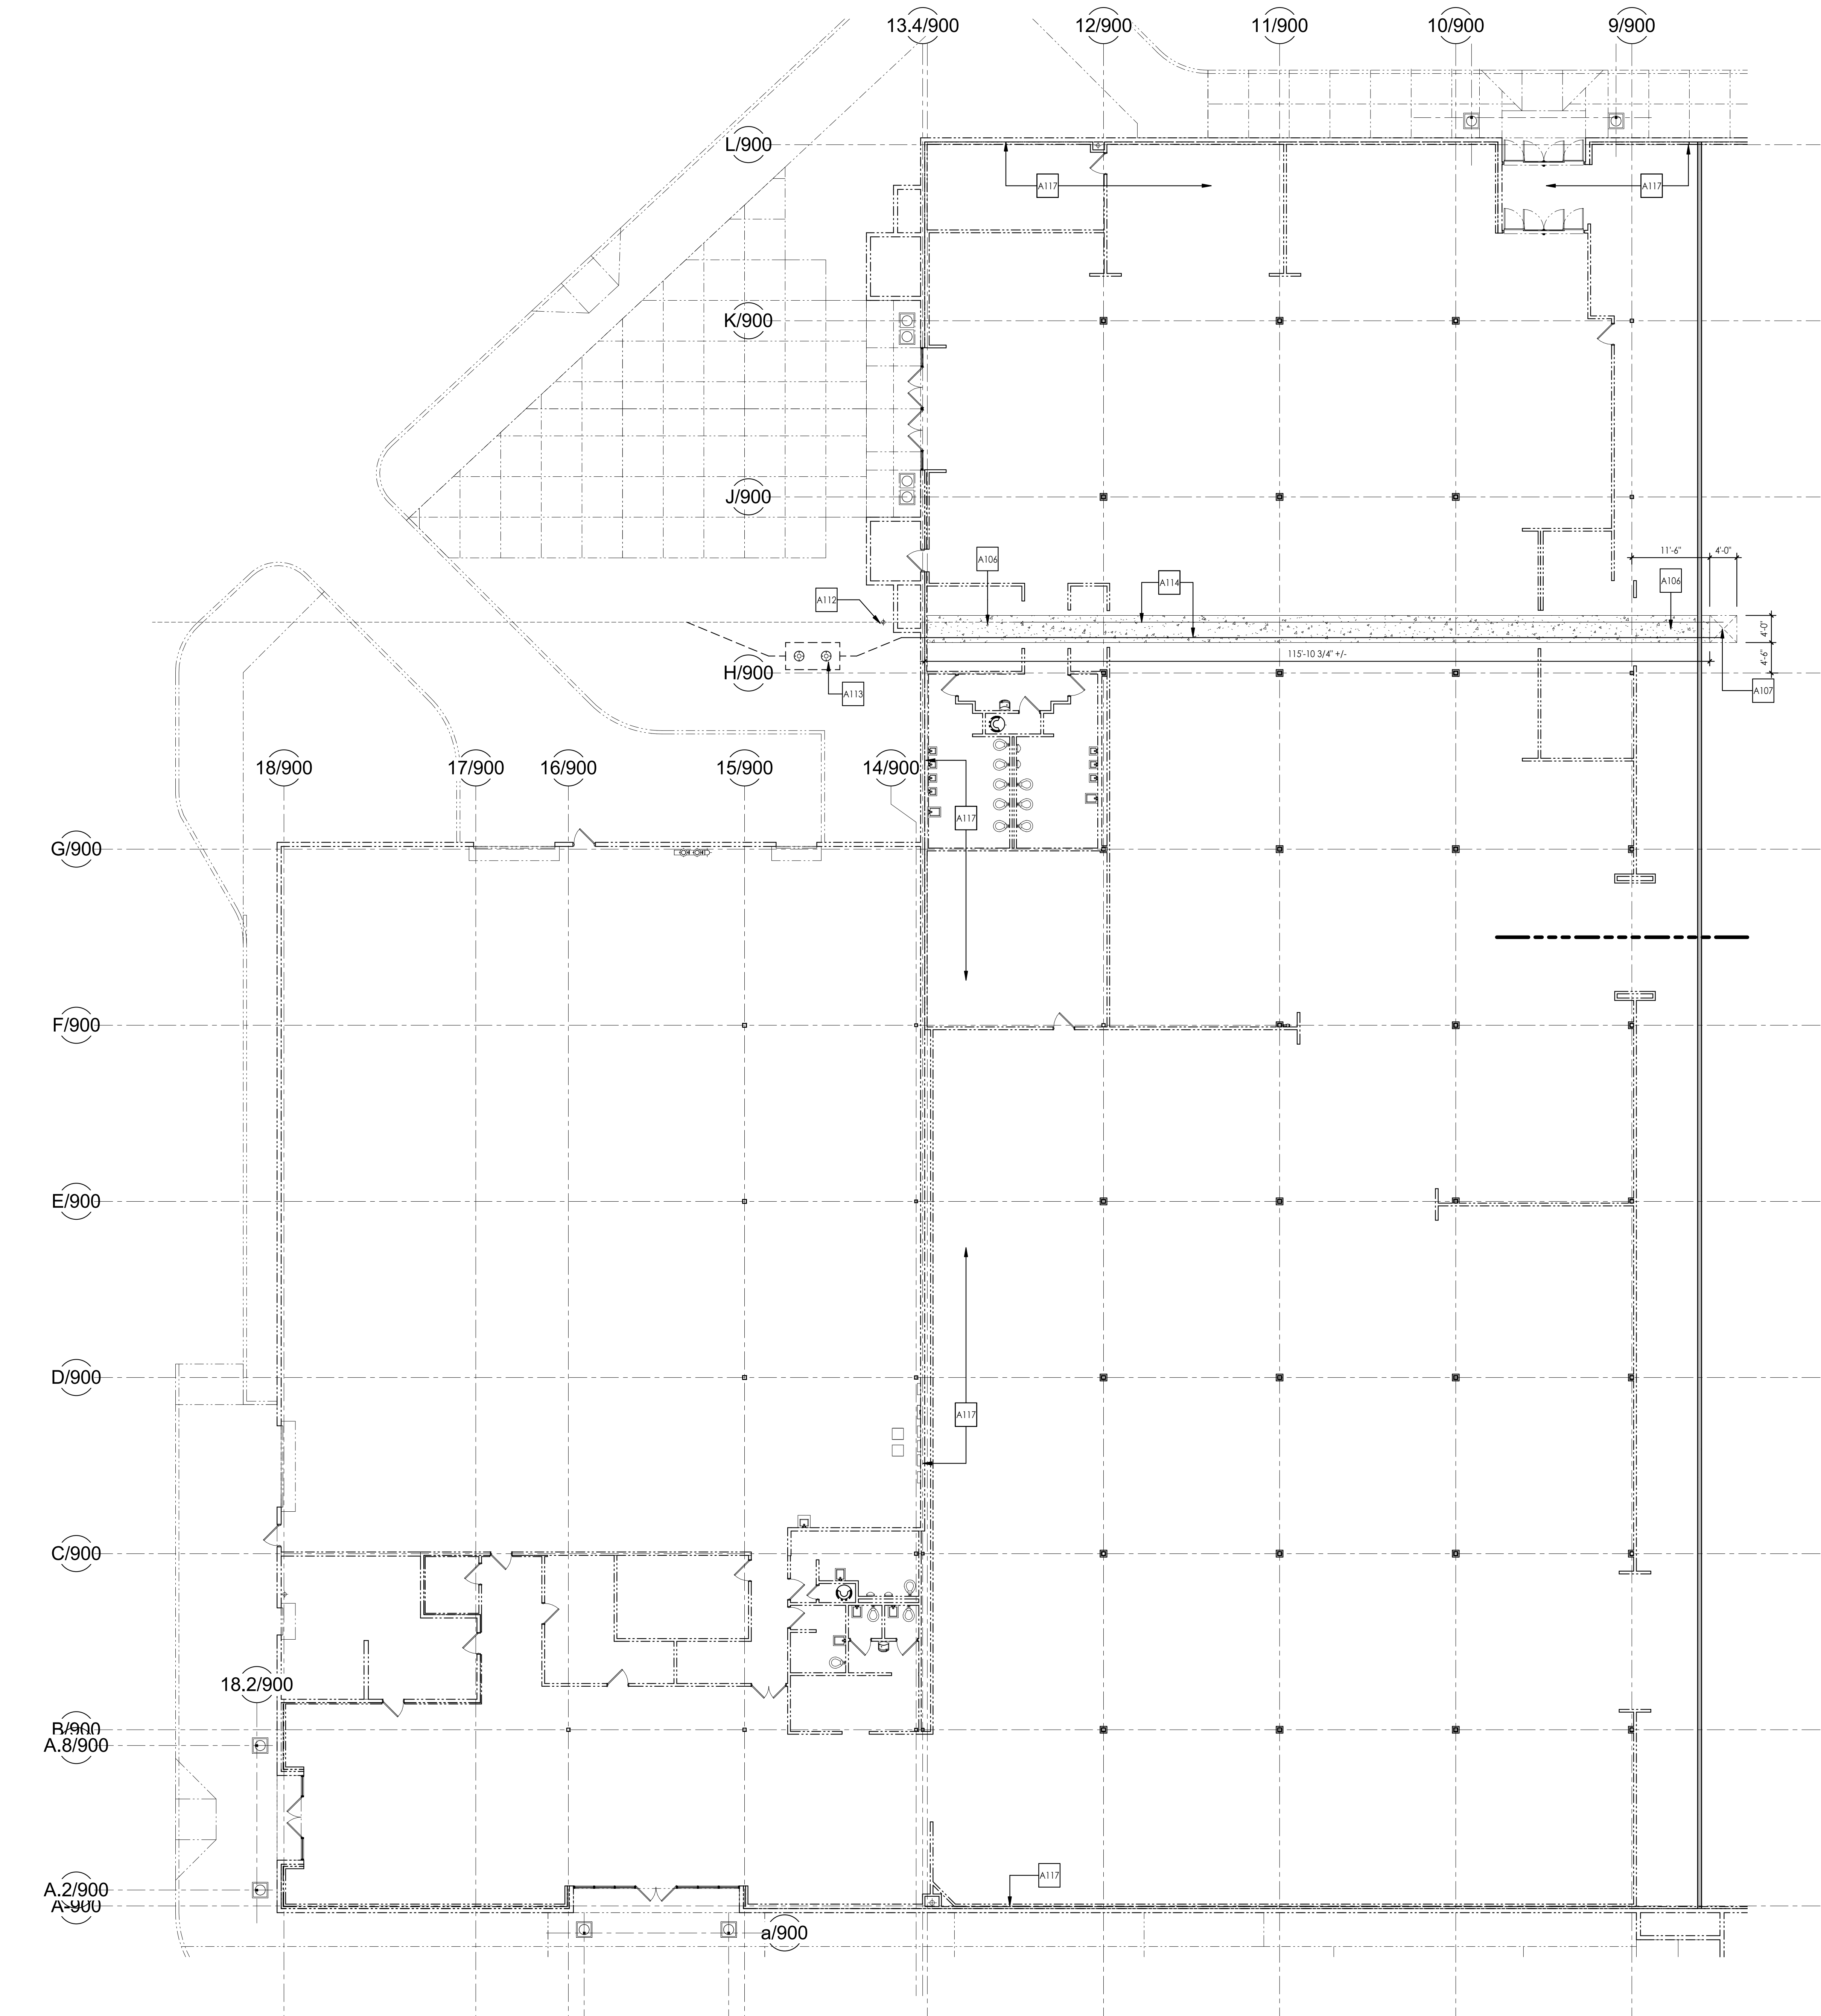 13.4/900
12/900
11/900
10/900
9/900
L/900
A117
A117
K/900
J/900
A106
A114
11'-6"
4'-0"
A106
A112
4'-0"
115'-10 3/4" +/-
4'-6"
H/900
A113
A107
18/900
17/900
16/900
15/900
14/900
A117
G/900
F/900
E/900
D/900
A117
C/900
18.2/900
B/900
A.8/900
A117
A.2/900
A-900
a/900